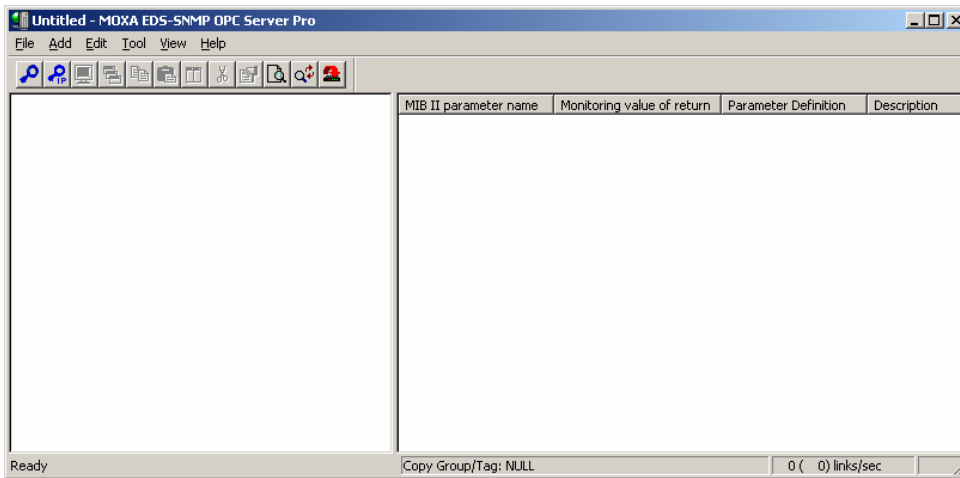 Untitled - MOXA EDS-SNMP OPC Server Pro
File Add Edit Tool View Help
IP
MIB II parameter name Monitoring value of return Parameter Definition Description
Ready Copy Group/Tag: NULL 0 ( 0) links/sec